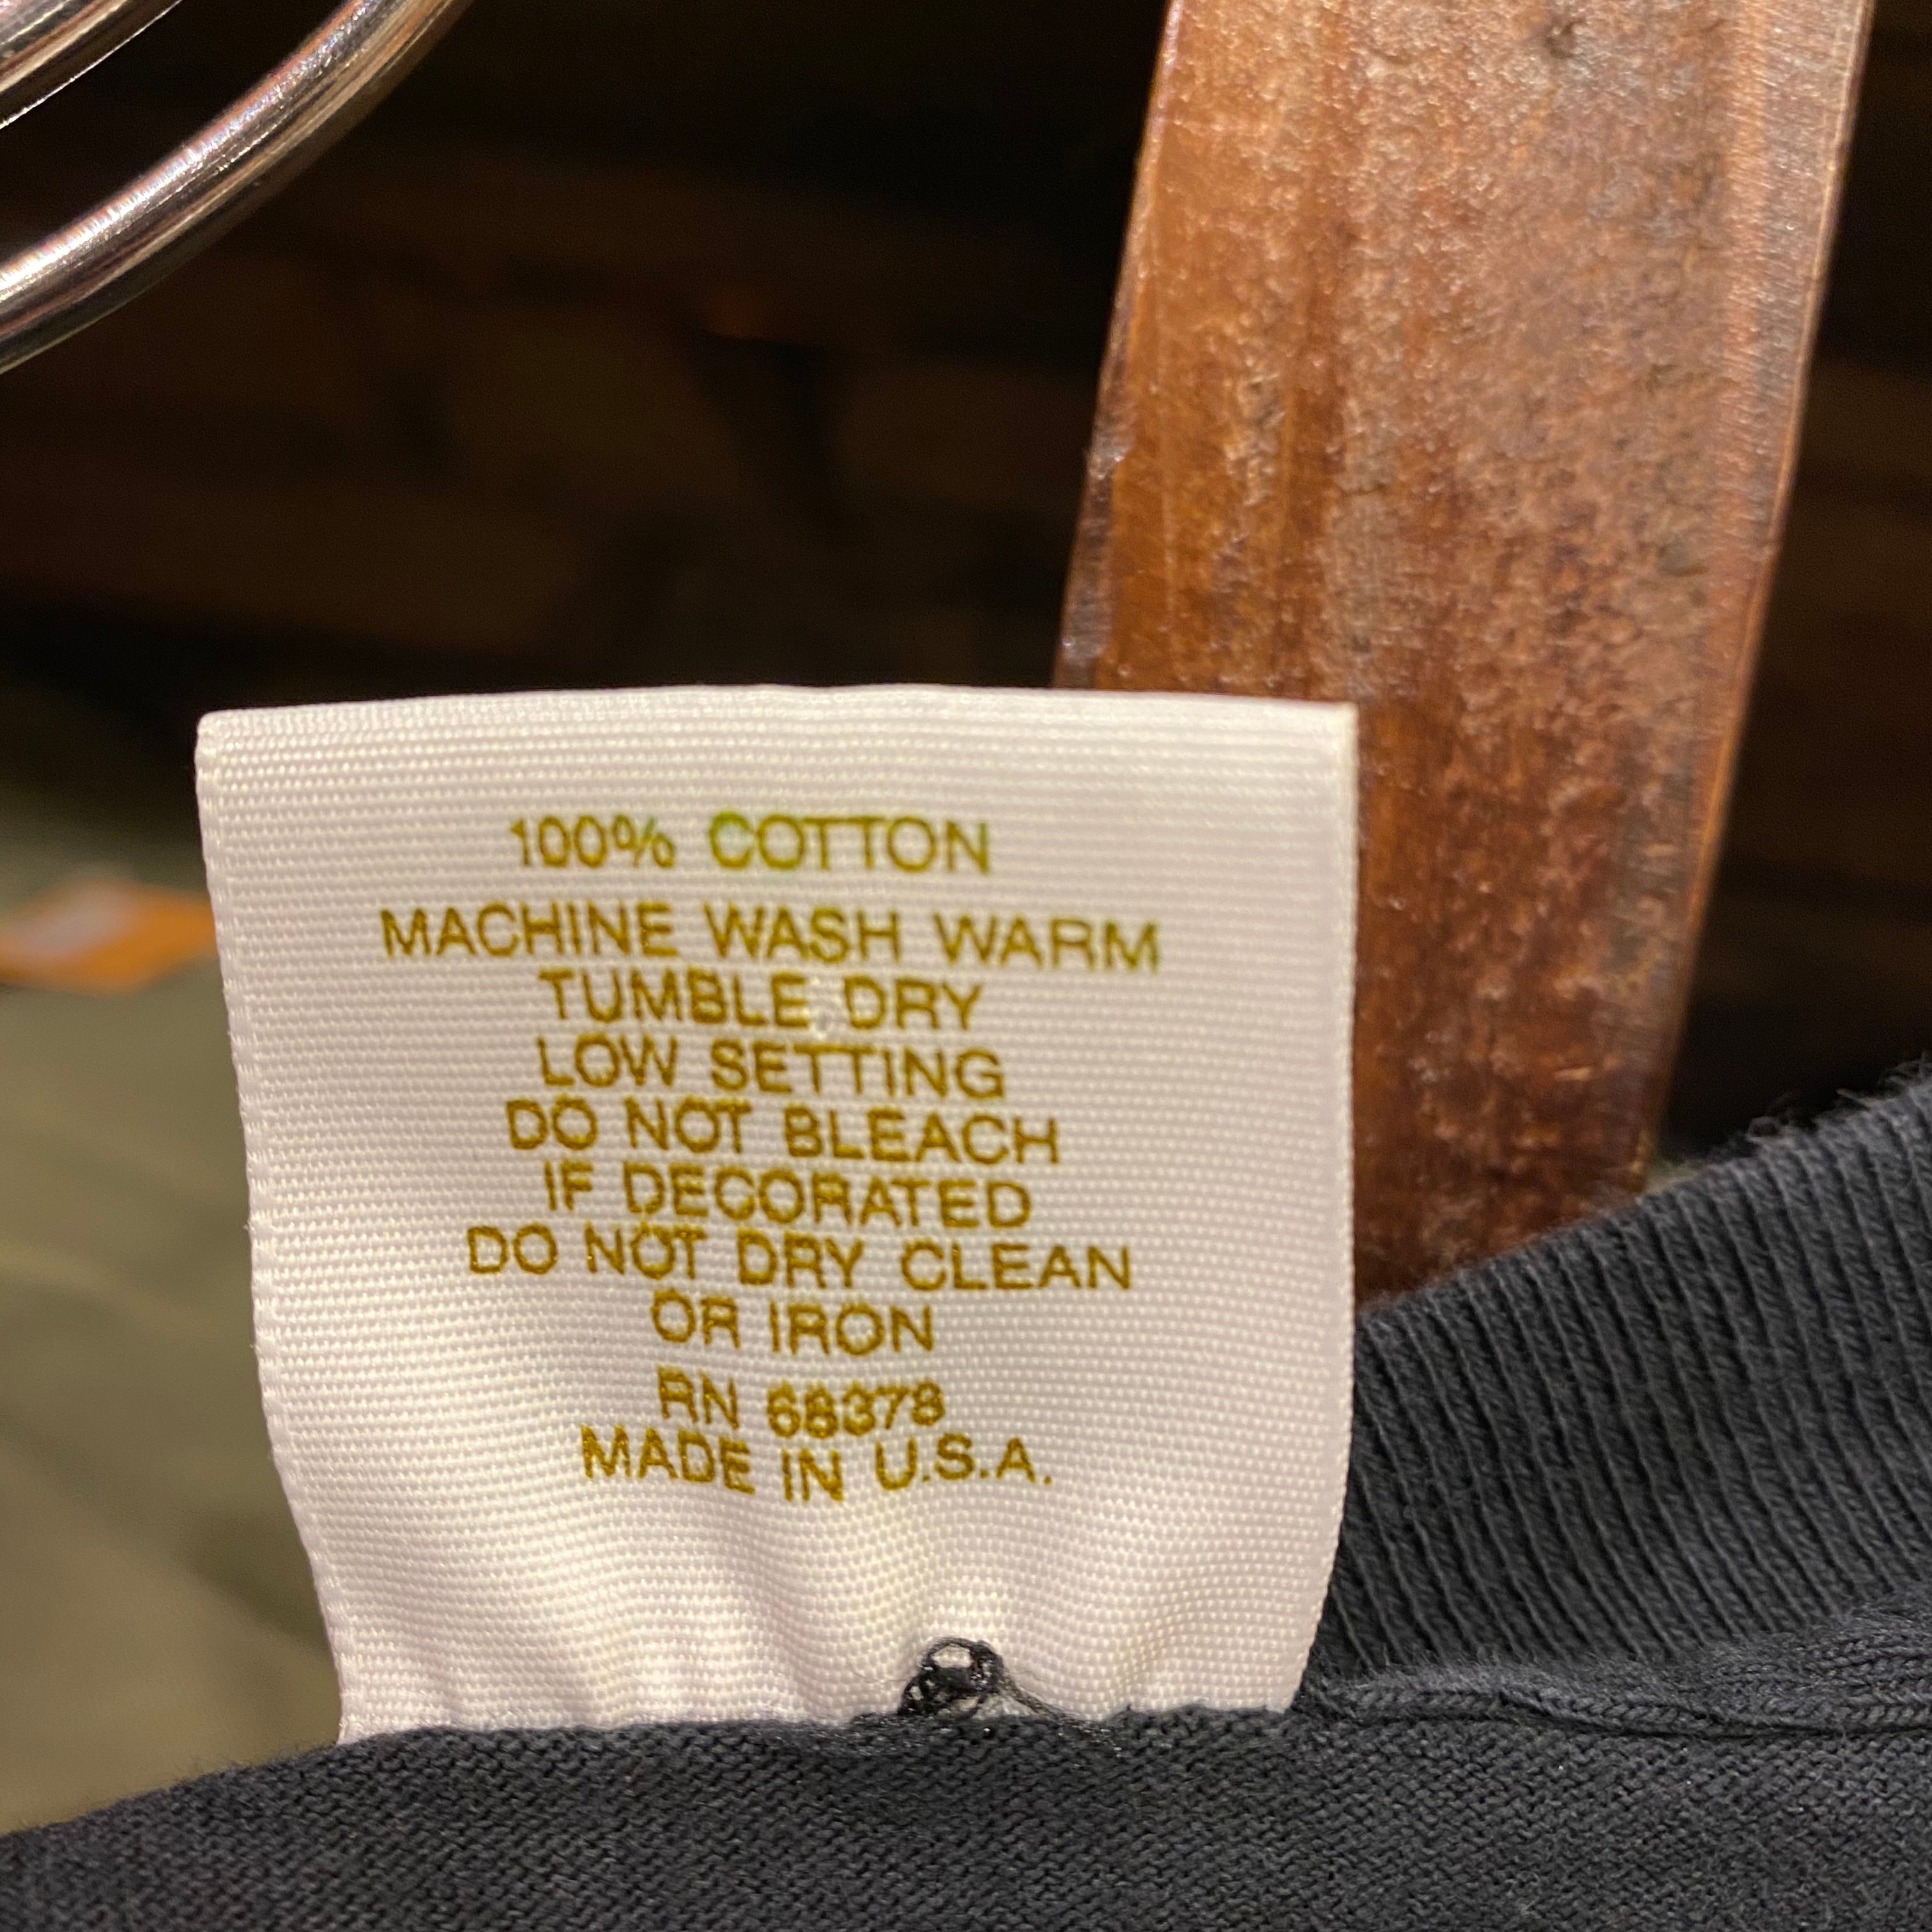 100% COTTON
MACHINE WASH WARM
TUMBLE DRY
LOW SETTING
DO NOT BLEACH
IF DECORATED
DO NOT DRY CLEAN
OR IRON
RN 68378
MADE IN U.S.A.